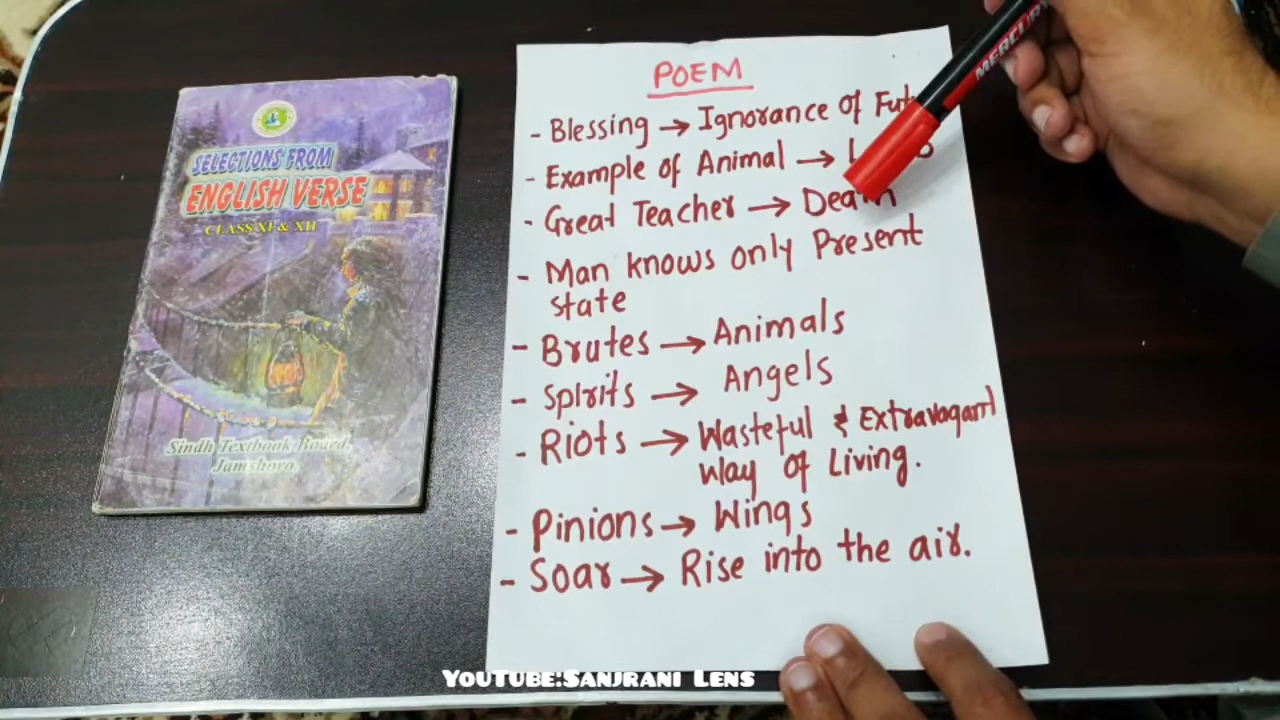 SELECTIONS FROM
ENGLISH VERSE
CLASS XI & XII
Sindh Textbook Board,
Jamshoro.
POEM
- Blessing → Ignorance of
- Example of Animal →
- Great Teacher → Death
- Man knows only Present
state
- Brutes → Animals
- Spirits → Angels
- Riots → Wasteful & Extravagant
Way of Living.
- Pinions → Wings
- Soar → Rise into the air.
MERCURY
YouTube:Sanjrani Lens